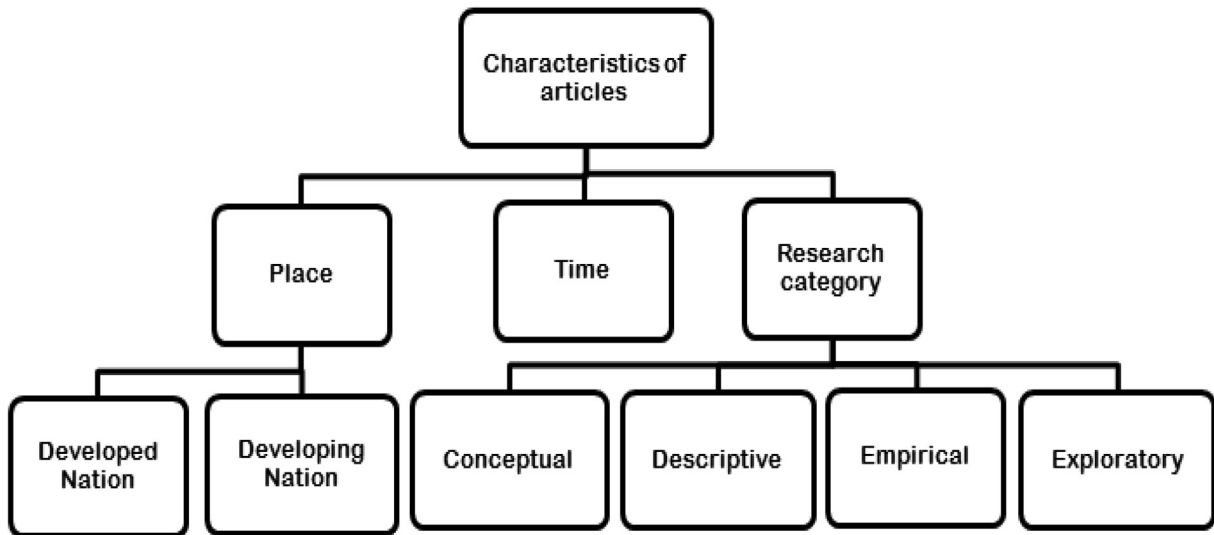 Characteristics of
articles
Place
Time
Research
category
Developed
Nation
Developing
Nation
Conceptual
Descriptive
Empirical
Exploratory